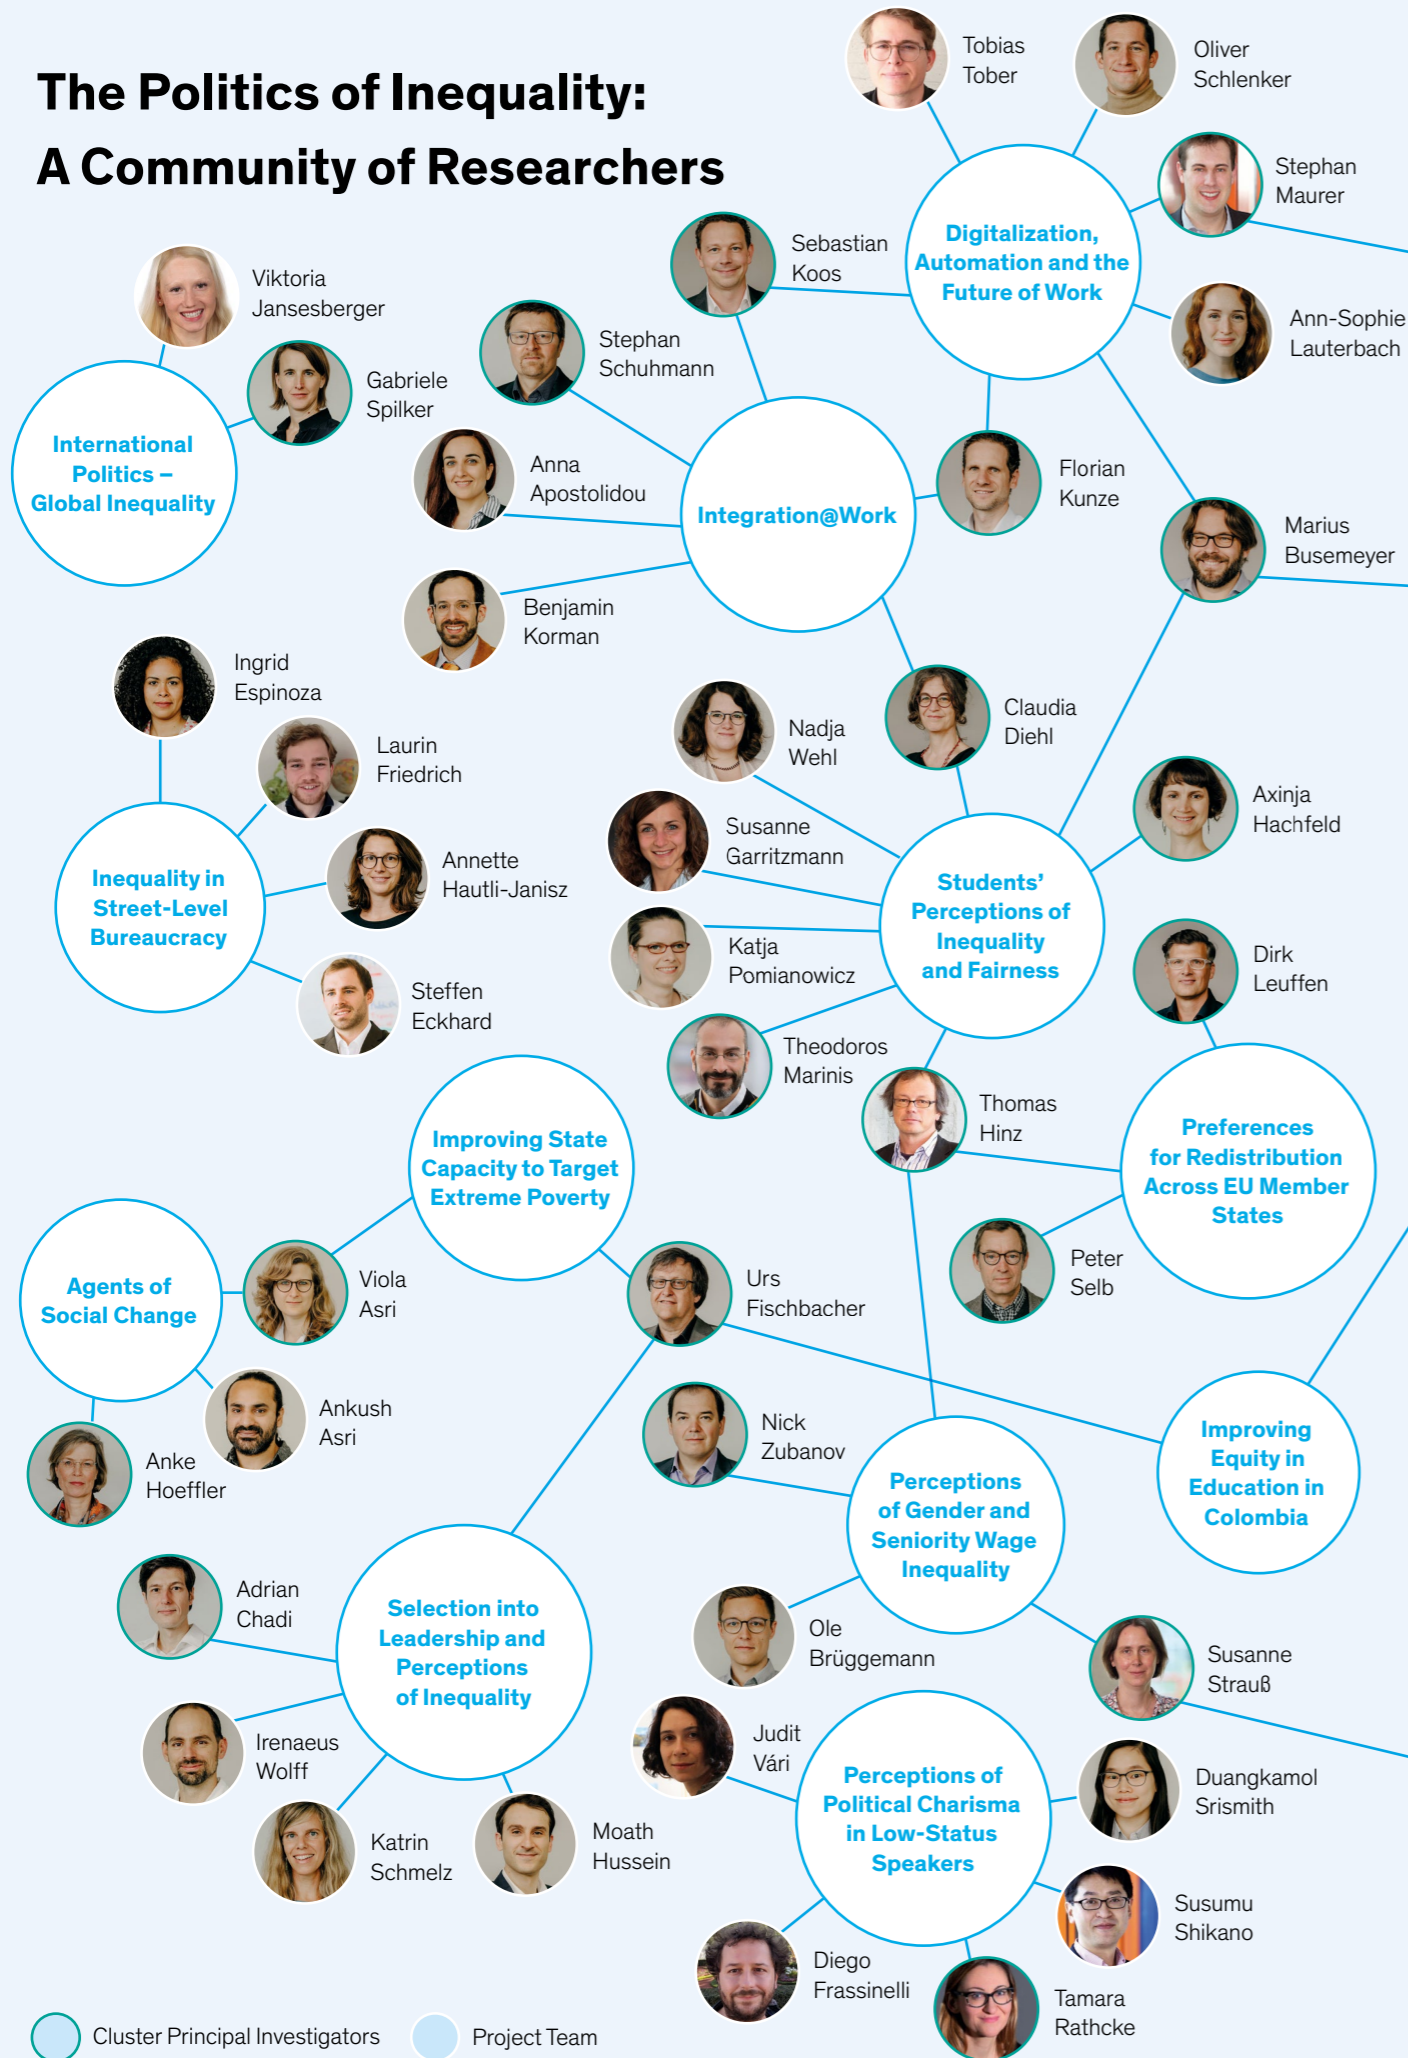 The Politics of Inequality:
A Community of Researchers
Tobias
Tober
Oliver
Schlenker
Stephan
Maurer
Digitalization,
Automation and the
Future of Work
Sebastian
Koos
Viktoria
Jansesberger
Ann-Sophie
Lauterbach
Stephan
Schuhmann
Gabriele
Spilker
International
Politics –
Global Inequality
Anna
Apostolidou
Integration@Work
Florian
Kunze
Marius
Busemeyer
Benjamin
Korman
Ingrid
Espinoza
Claudia
Diehl
Nadja
Wehl
Laurin
Friedrich
Axinja
Hachfeld
Susanne
Garritzmann
Annette
Hautli-Janisz
Inequality in
Street-Level
Bureaucracy
Students’
Perceptions of
Inequality
and Fairness
Katja
Pomianowicz
Dirk
Leuffen
Steffen
Eckhard
Theodoros
Marinis
Thomas
Hinz
Improving State
Capacity to Target
Extreme Poverty
Preferences
for Redistribution
Across EU Member
States
Peter
Selb
Agents of
Social Change
Viola
Asri
Urs
Fischbacher
Ankush
Asri
Nick
Zubanov
Improving
Equity in
Education in
Colombia
Anke
Hoeffler
Perceptions
of Gender and
Seniority Wage
Inequality
Adrian
Chadi
Selection into
Leadership and
Perceptions
of Inequality
Ole
Brüggemann
Susanne
Strauß
Irenaeus
Wolff
Judit
Vári
Perceptions of
Political Charisma
in Low-Status
Speakers
Duangkamol
Srismith
Katrin
Schmelz
Moath
Hussein
Susumu
Shikano
Diego
Frassinelli
Tamara
Rathcke
Cluster Principal Investigators
Project Team